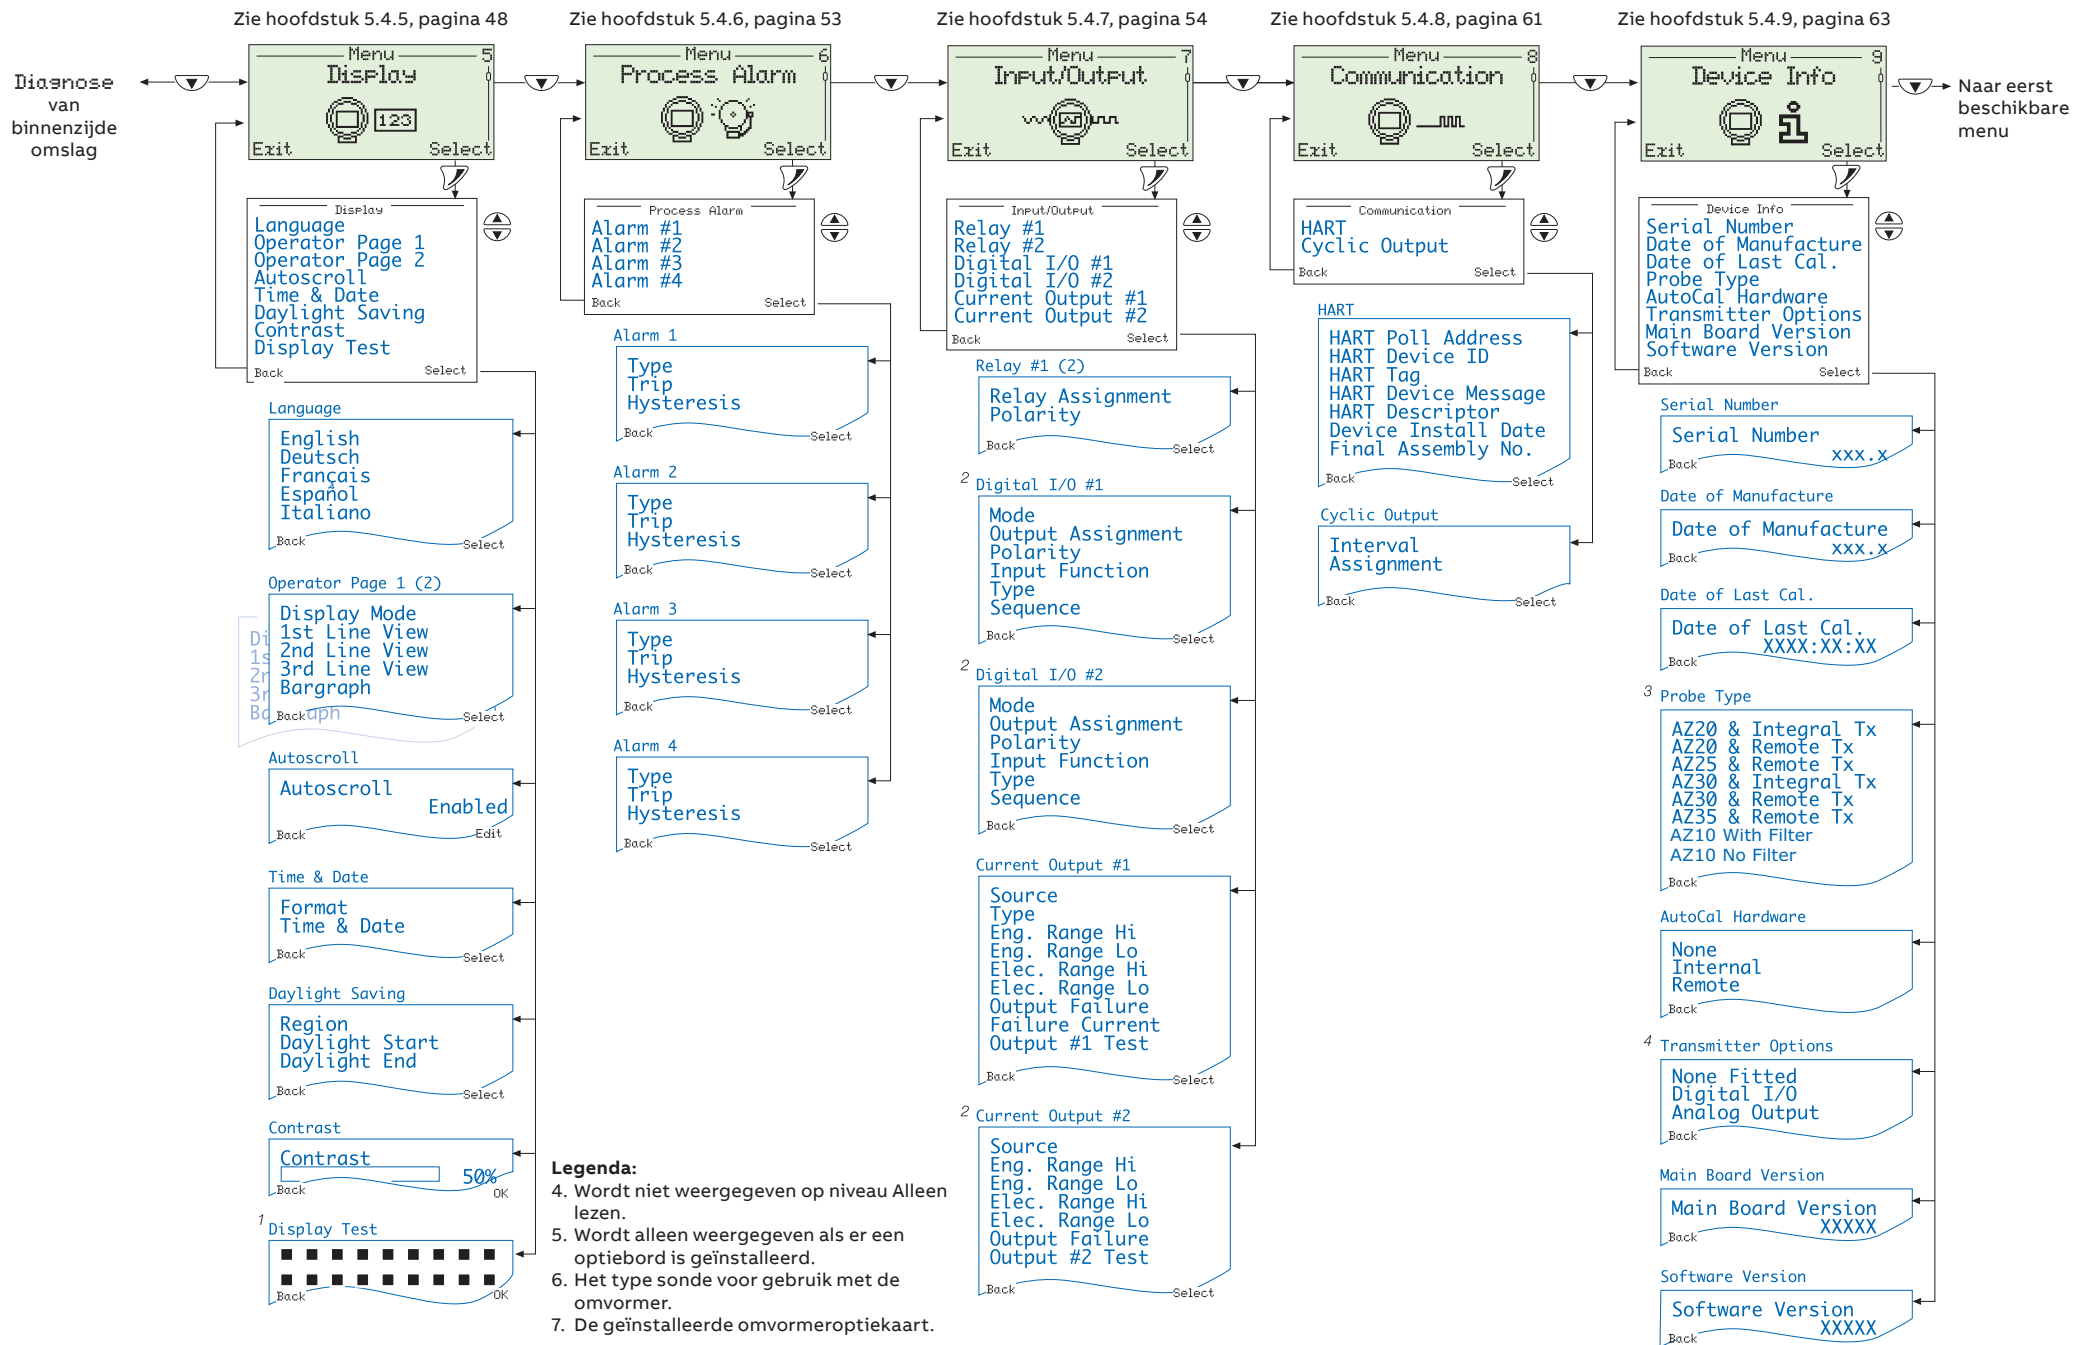 Zie hoofdstuk 5.4.5, pagina 48
Zie hoofdstuk 5.4.6, pagina 53
Zie hoofdstuk 5.4.7, pagina 54
Zie hoofdstuk 5.4.8, pagina 61
Zie hoofdstuk 5.4.9, pagina 63
Diagnose
van
binnenzijde
omslag
Menu 5
Display
123
Exit Select
Menu 6
Process Alarm
Exit Select
Menu 7
Input/Output
Exit Select
Menu 8
Communication
Exit Select
Menu 9
Device Info
Exit Select
Naar eerst
beschikbare
menu
Display
Language
Operator Page 1
Operator Page 2
Autoscroll
Time & Date
Daylight Saving
Contrast
Display Test
Back Select
Language
English
Deutsch
Français
Español
Italiano
Back Select
Operator Page 1 (2)
Display Mode
1st Line View
2nd Line View
3rd Line View
Bargraph
Back Select
Di
1s
2n
3r
Ba aph
Autoscroll
Autoscroll
Enabled
Back Edit
Time & Date
Format
Time & Date
Back Select
Daylight Saving
Region
Daylight Start
Daylight End
Back Select
Contrast
Contrast
50%
Back OK
1 Display Test
Back OK
Process Alarm
Alarm #1
Alarm #2
Alarm #3
Alarm #4
Back Select
Alarm 1
Type
Trip
Hysteresis
Back Select
Alarm 2
Type
Trip
Hysteresis
Back Select
Alarm 3
Type
Trip
Hysteresis
Back Select
Alarm 4
Type
Trip
Hysteresis
Back Select
Legenda:
4. Wordt niet weergegeven op niveau Alleen
lezen.
5. Wordt alleen weergegeven als er een
optiebord is geïnstalleerd.
6. Het type sonde voor gebruik met de
omvormer.
7. De geïnstalleerde omvormeroptiekaart.
Input/Output
Relay #1
Relay #2
Digital I/O #1
Digital I/O #2
Current Output #1
Current Output #2
Back Select
Relay #1 (2)
Relay Assignment
Polarity
Back Select
2 Digital I/O #1
Mode
Output Assignment
Polarity
Input Function
Type
Sequence
Back Select
2 Digital I/O #2
Mode
Output Assignment
Polarity
Input Function
Type
Sequence
Back Select
Current Output #1
Source
Type
Eng. Range Hi
Eng. Range Lo
Elec. Range Hi
Elec. Range Lo
Output Failure
Failure Current
Output #1 Test
Back Select
2 Current Output #2
Source
Eng. Range Hi
Eng. Range Lo
Elec. Range Hi
Elec. Range Lo
Output Failure
Output #2 Test
Back Select
Communication
HART
Cyclic Output
Back Select
HART
HART Poll Address
HART Device ID
HART Tag
HART Device Message
HART Descriptor
Device Install Date
Final Assembly No.
Back Select
Cyclic Output
Interval
Assignment
Back Select
Device Info
Serial Number
Date of Manufacture
Date of Last Cal.
Probe Type
AutoCal Hardware
Transmitter Options
Main Board Version
Software Version
Back Select
Serial Number
Serial Number
xxx.x
Back
Date of Manufacture
Date of Manufacture
xxx.x
Back
Date of Last Cal.
Date of Last Cal.
XXXX:XX:XX
Back
3 Probe Type
AZ20 & Integral Tx
AZ20 & Remote Tx
AZ25 & Remote Tx
AZ30 & Integral Tx
AZ30 & Remote Tx
AZ35 & Remote Tx
AZ10 With Filter
AZ10 No Filter
Back
AutoCal Hardware
None
Internal
Remote
Back
4 Transmitter Options
None Fitted
Digital I/O
Analog Output
Back
Main Board Version
Main Board Version
XXXXX
Back
Software Version
Software Version
XXXXX
Back